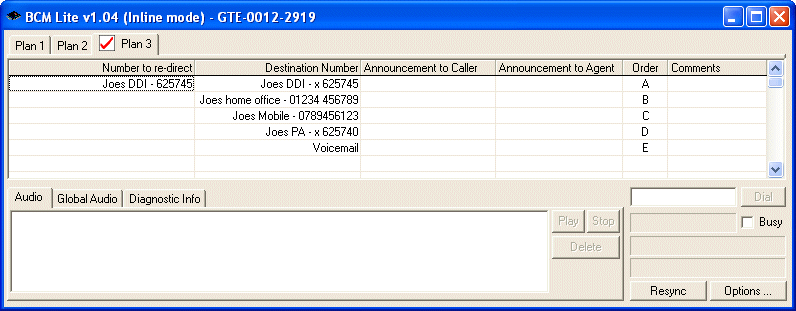 BCM Lite v1.04 (Inline mode) - GTE-0012-2919
Plan 1 Plan 2 Plan 3
Number to re-direct Destination Number Announcement to Caller Announcement to Agent Order Comments
Joes DDI - 625745 Joes DDI - x 625745 A
Joes home office - 01234 456789 B
Joes Mobile - 0789456123 C
Joes PA - x 625740 D
Voicemail E
Audio Global Audio Diagnostic Info
Dial
Play Stop
Busy
Delete
Resync Options ...